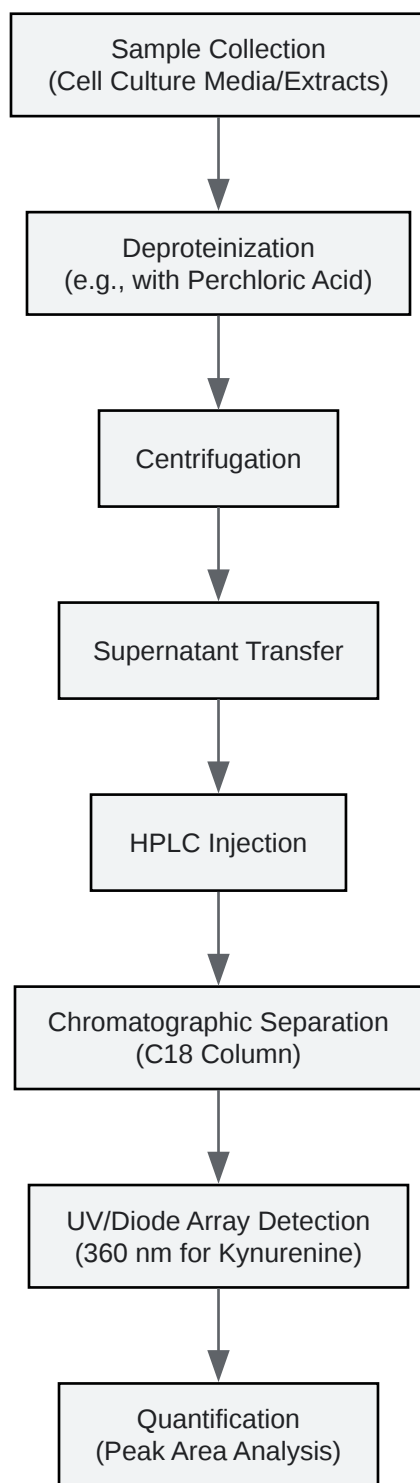 Sample Collection
(Cell Culture Media/Extracts)
Deproteinization
(e.g., with Perchloric Acid)
Centrifugation
Supernatant Transfer
HPLC Injection
Chromatographic Separation
(C18 Column)
UV/Diode Array Detection
(360 nm for Kynurenine)
Quantification
(Peak Area Analysis)